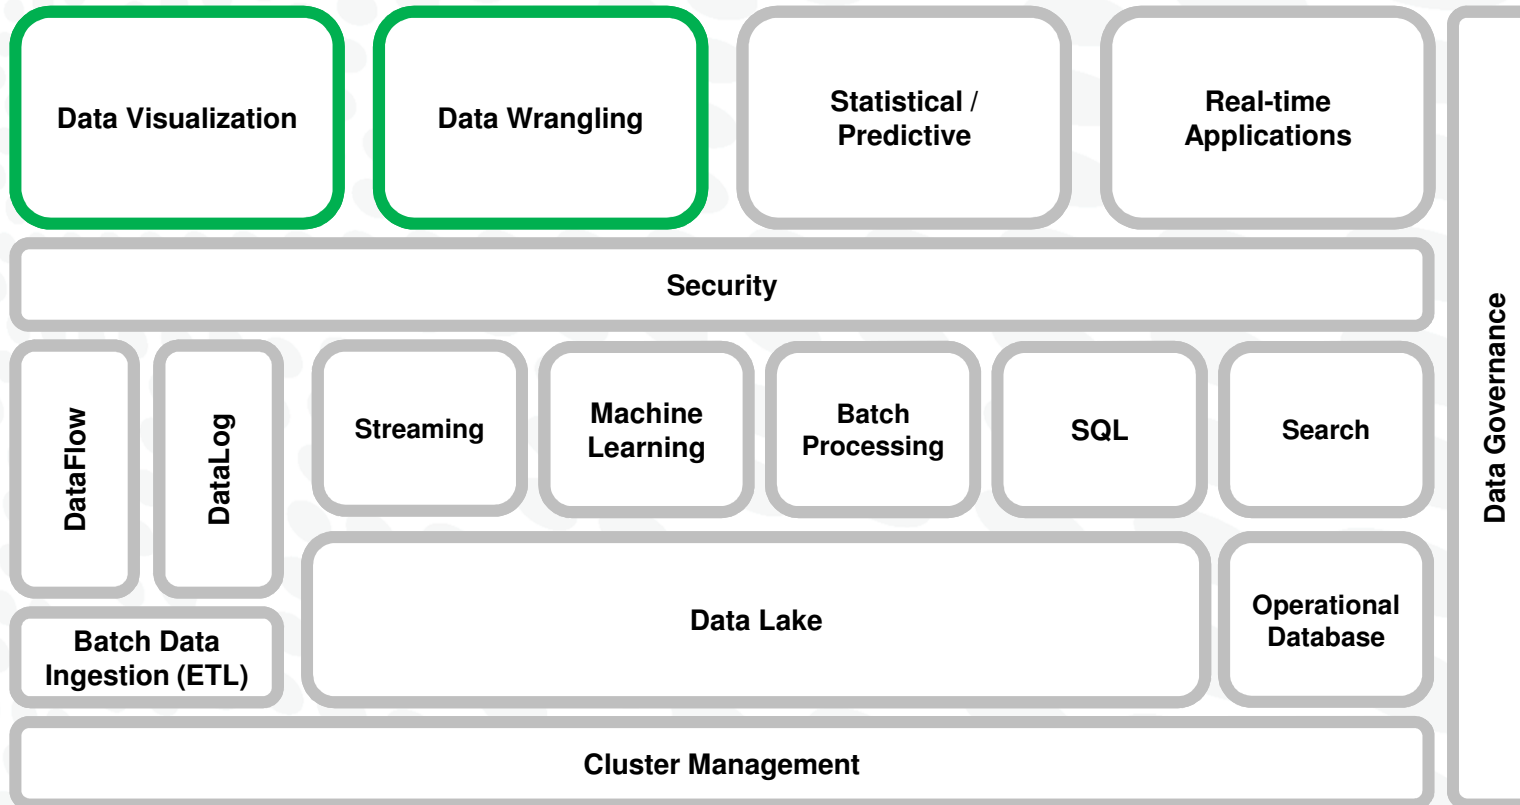 Data Visualization
Data Wrangling
Statistical /
Predictive
Real-time
Applications
Security
DataFlow
DataLog
Streaming
Machine
Learning
Batch
Processing
SQL
Search
Data Governance
Batch Data
Ingestion (ETL)
Data Lake
Operational
Database
Cluster Management